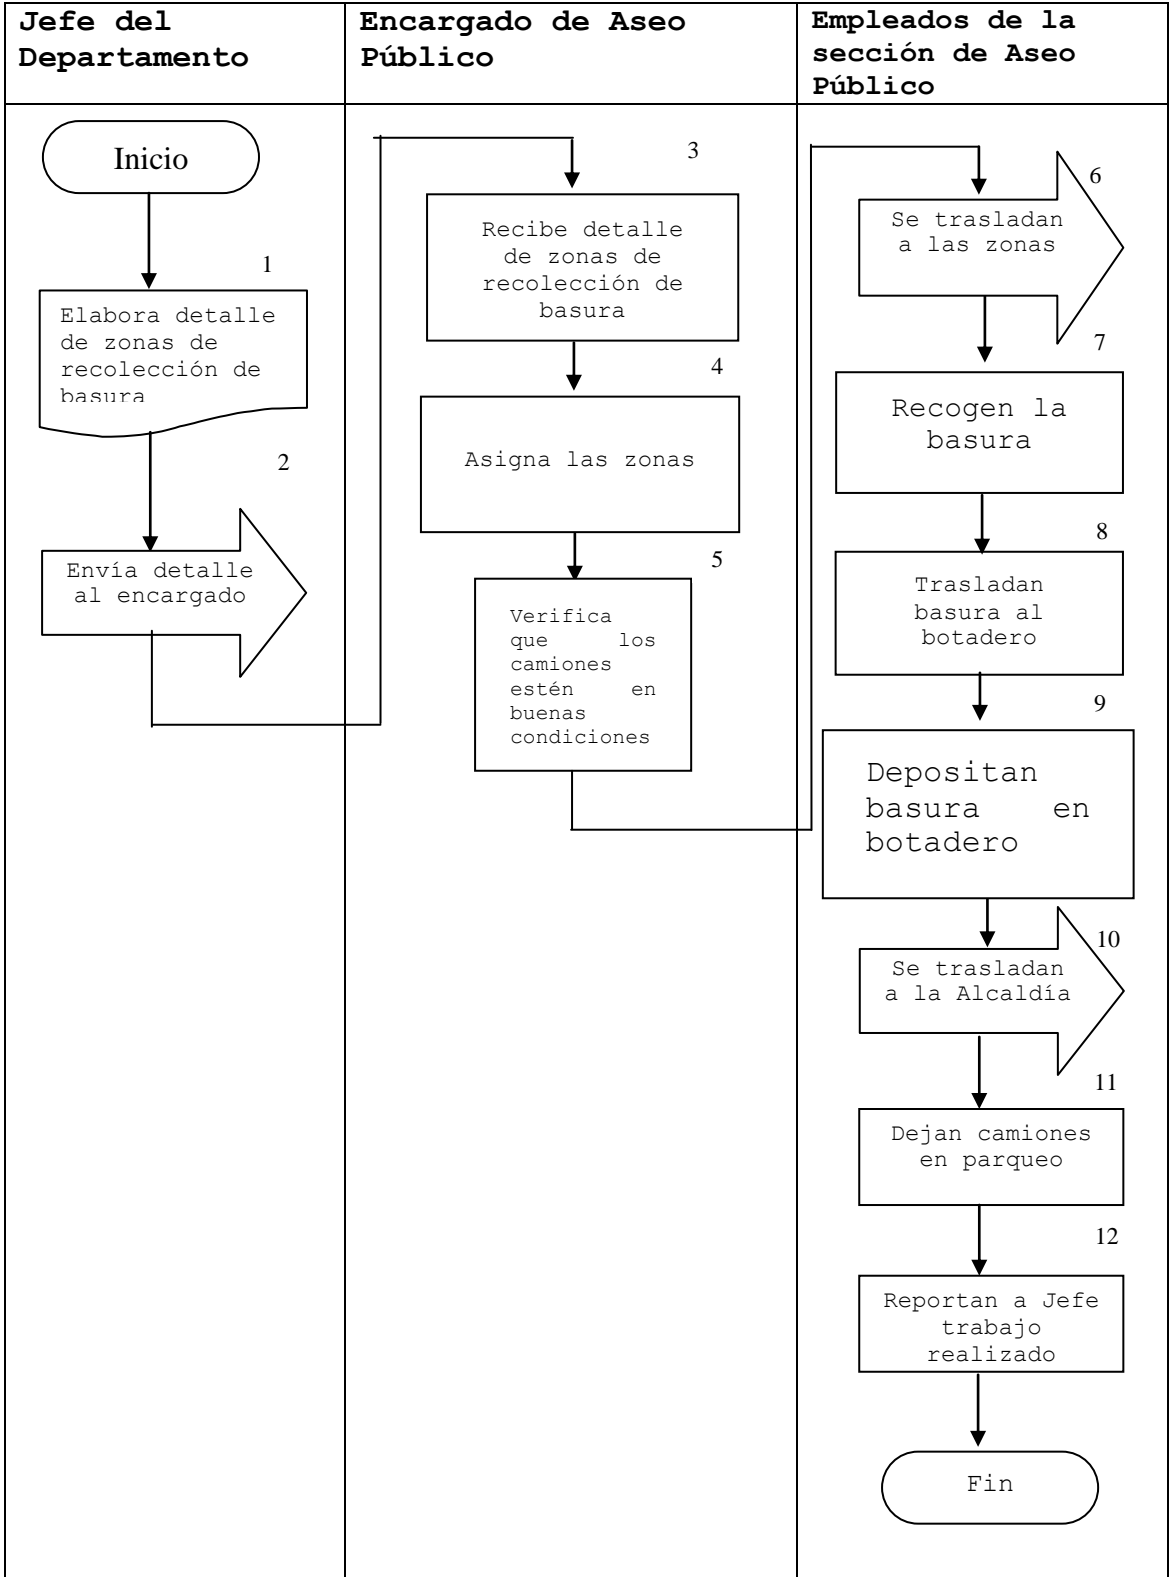 Jefe del
Departamento
Encargado de Aseo
Público
Empleados de la
sección de Aseo
Público
Inicio
1
Elabora detalle
de zonas de
recolección de
basura
2
Envía detalle
al encargado
3
Recibe detalle
de zonas de
recolección de
basura
4
Asigna las zonas
5
Verifica
que los
camiones
estén en
buenas
condiciones
6
Se trasladan
a las zonas
7
Recogen la
basura
8
Trasladan
basura al
botadero
9
Depositan
basura en
botadero
10
Se trasladan
a la Alcaldía
11
Dejan camiones
en parqueo
12
Reportan a Jefe
trabajo
realizado
Fin